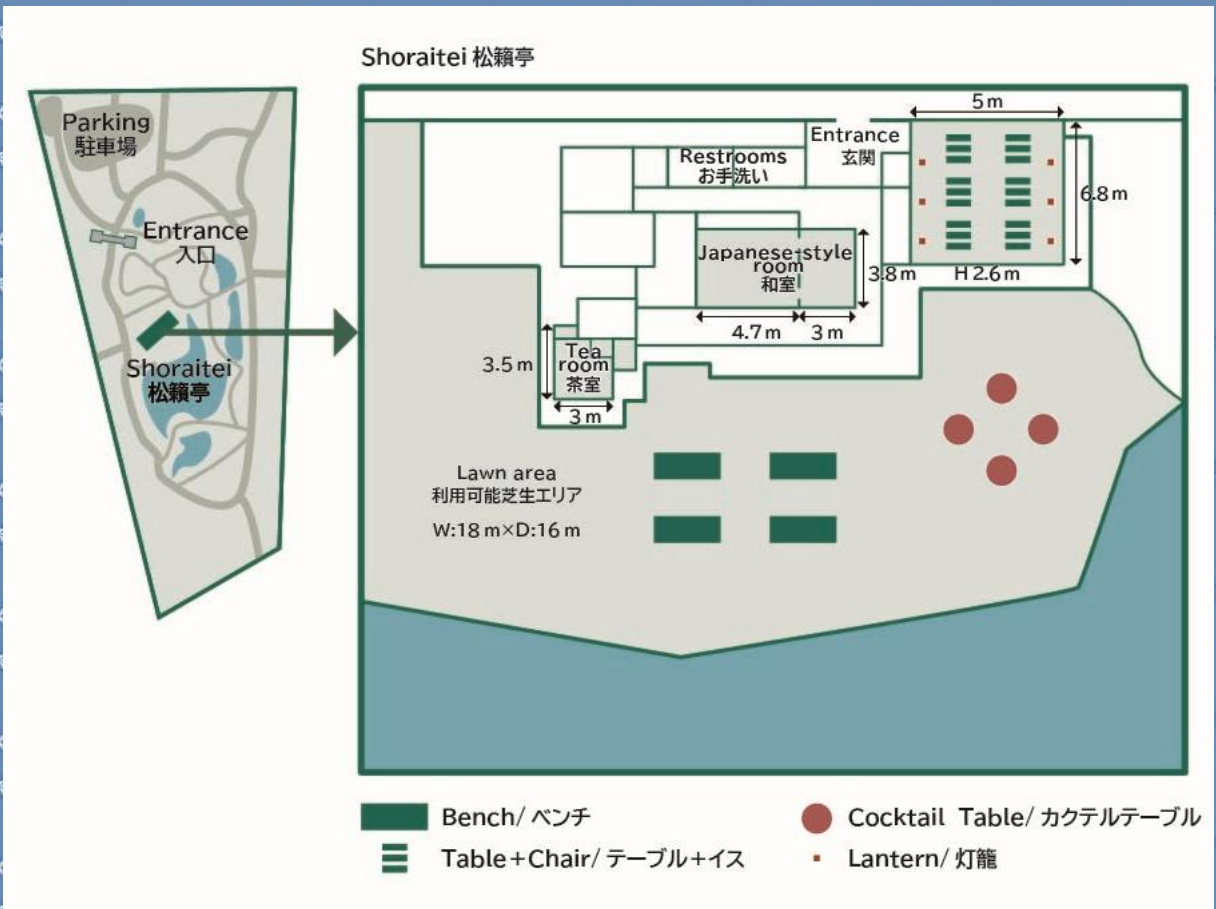 Shoraitei 松籟亭
Parking
駐車場
Entrance
入口
Shoraitei
松籟亭
5 m
Entrance
玄関
Restrooms
お手洗い
6.8 m
Japanese-style
room
和室
3.8 m
H 2.6 m
4.7 m
3 m
3.5 m
Tea
room
茶室
3 m
Lawn area
利用可能芝生エリア
W:18 m×D:16 m
Bench/ ベンチ
Cocktail Table/ カクテルテーブル
Table+Chair/ テーブル+イス
Lantern/ 灯籠